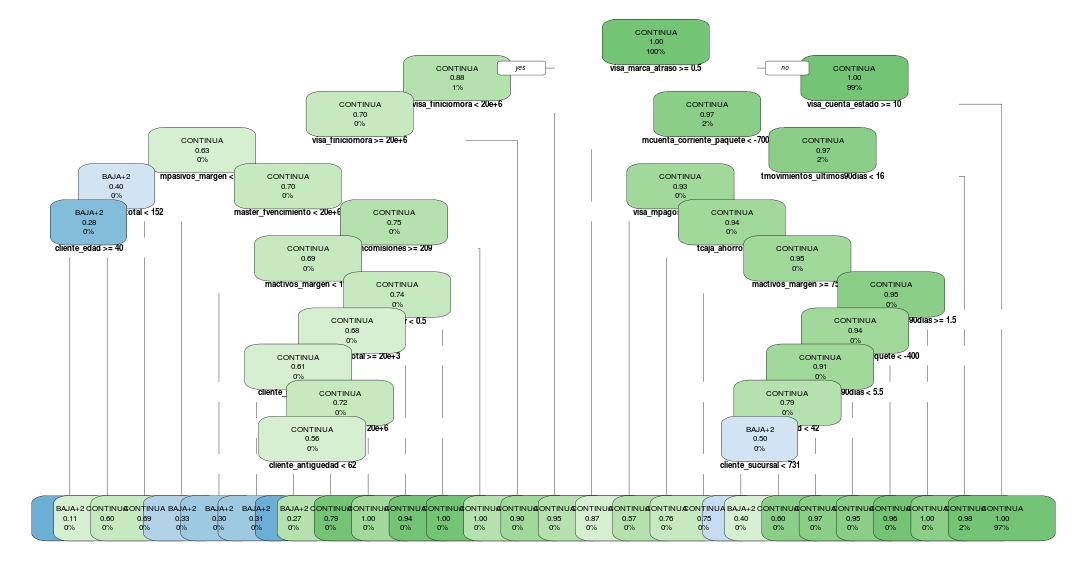 CONTINUA
1.00
100%
visa_marca_atraso >= 0.5
yes
no
CONTINUA
0.88
1%
visa_finiciomora < 20e+6
CONTINUA
1.00
99%
visa_cuenta_estado >= 10
CONTINUA
0.70
0%
visa_finiciomora >= 20e+6
CONTINUA
0.97
2%
mcuenta_corriente_paquete < -700
CONTINUA
0.63
0%
mpasivos_margen <
CONTINUA
0.97
2%
tmovimientos_ultimos90dias < 16
BAJA+2
0.40
0%
total < 152
CONTINUA
0.70
0%
master_fvencimiento < 20e+6
CONTINUA
0.93
0%
visa_mpago
BAJA+2
0.28
0%
cliente_edad >= 40
CONTINUA
0.75
0%
comisiones >= 209
CONTINUA
0.94
0%
tcaja_ahorro
CONTINUA
0.69
0%
mactivos_margen <
CONTINUA
0.95
0%
mactivos_margen >= 75
CONTINUA
0.74
0%
< 0.5
CONTINUA
0.95
0%
90dias >= 1.5
CONTINUA
0.68
0%
total >= 20e+3
CONTINUA
0.94
0%
quete < -400
CONTINUA
0.61
0%
cliente_
CONTINUA
0.91
0%
90dias < 5.5
CONTINUA
0.72
0%
20e+6
CONTINUA
0.79
0%
< 42
CONTINUA
0.56
0%
cliente_antiguedad < 62
BAJA+2
0.50
0%
cliente_sucursal < 731
BAJA+2
0.11
0%
CONTINUA
0.60
0%
CONTINUA
0.69
0%
BAJA+2
0.33
0%
BAJA+2
0.30
0%
BAJA+2
0.31
0%
BAJA+2
0.27
0%
CONTINUA
0.79
0%
CONTINUA
1.00
0%
CONTINUA
0.94
0%
CONTINUA
1.00
0%
CONTINUA
1.00
0%
CONTINUA
0.90
0%
CONTINUA
0.95
0%
CONTINUA
0.87
0%
CONTINUA
0.57
0%
CONTINUA
0.76
0%
CONTINUA
0.75
0%
BAJA+2
0.40
0%
CONTINUA
0.60
0%
CONTINUA
0.97
0%
CONTINUA
0.95
0%
CONTINUA
0.96
0%
CONTINUA
1.00
0%
CONTINUA
0.98
2%
CONTINUA
1.00
97%